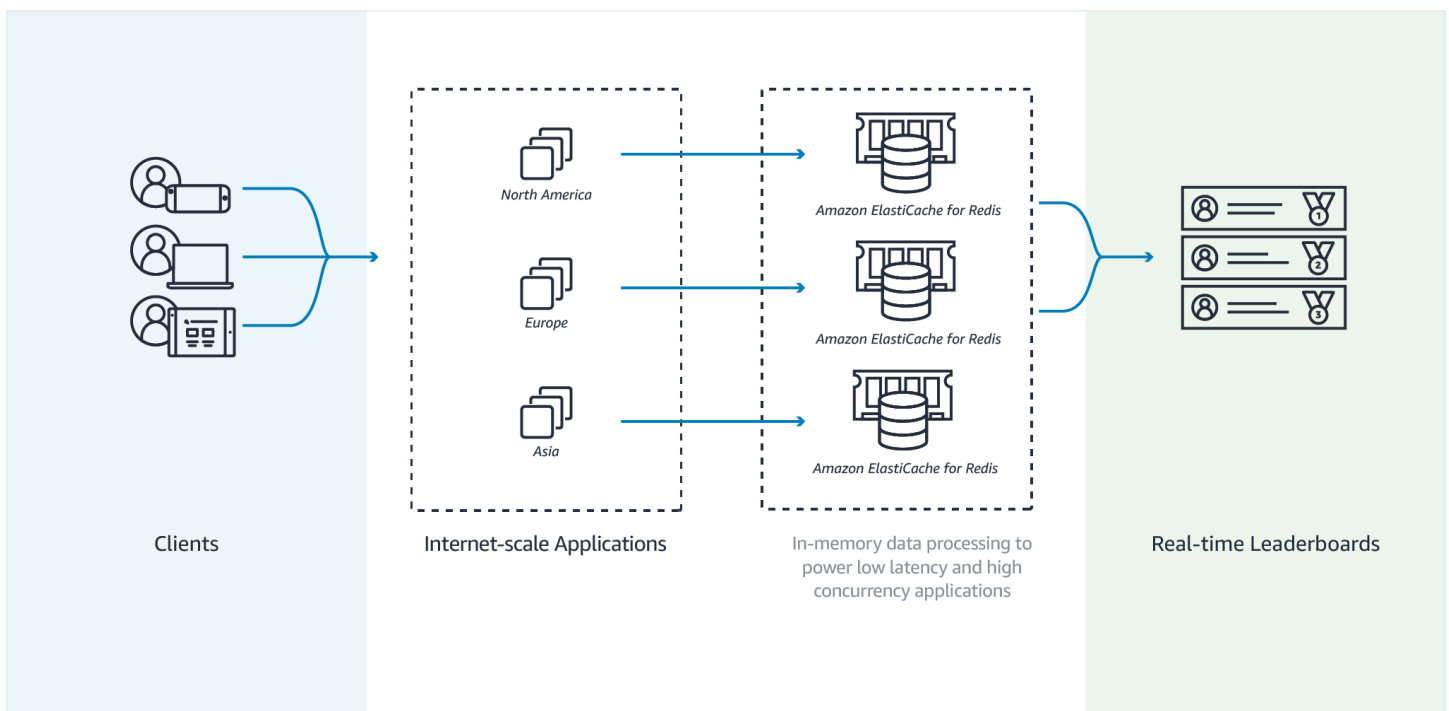 North America
Amazon ElastiCache for Redis
1
2
3
Europe
Amazon ElastiCache for Redis
Asia
Amazon ElastiCache for Redis
Clients
Internet-scale Applications
In-memory data processing to
power low latency and high
concurrency applications
Real-time Leaderboards